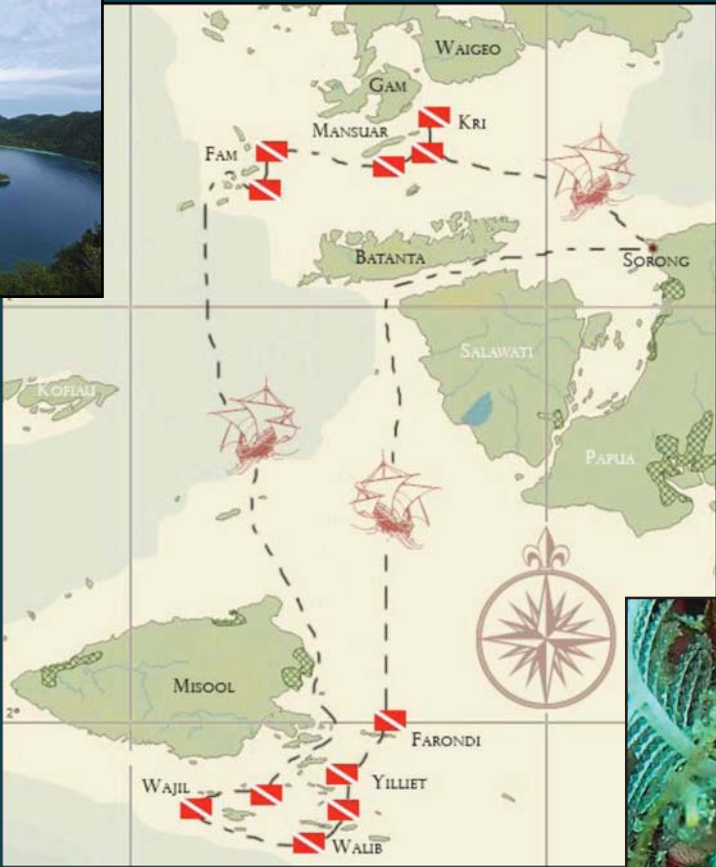 WAIGEO
GAM
MANSUAR
KRI
FAM
BATANTA
SORONG
SALAWATI
KOFIAU
PAPUA
MISOOL
2°
FARONDI
WAJIL
YILLIET
WALIB